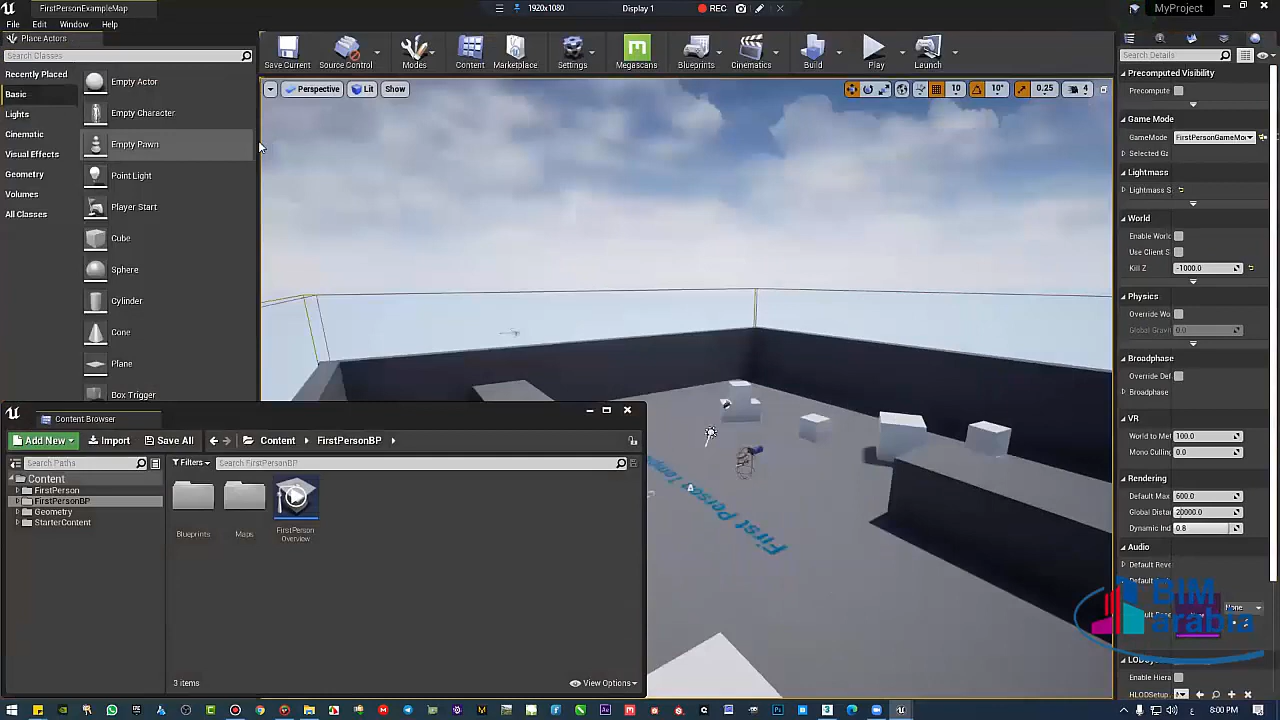 FirstPersonExampleMap
1920x1080
Display 1
REC
MyProject
File
Edit
Window
Help
Place Actors
Search Classes
Recently Placed
Basic
Lights
Cinematic
Visual Effects
Geometry
Volumes
All Classes
Empty Actor
Empty Character
Empty Pawn
Point Light
Player Start
Cube
Sphere
Cylinder
Cone
Plane
Box Trigger
Save Current
Source Control
Modes
Content
Marketplace
Settings
Megascans
Blueprints
Cinematics
Build
Play
Launch
Perspective
Lit
Show
10
10°
0.25
4
First Person
Search Details
Precomputed Visibility
Precompute
Game Mode
GameMode
FirstPersonGameMo
Selected Ga
Lightmass
Lightmass S
World
Enable World
Use Client S
Kill Z
-1000.0
Physics
Override Wo
Global Gravit
0.0
Broadphase
Override Def
Broadphase
VR
World to Met
100.0
Mono Culling
0.0
Rendering
Default Max
600.0
Global Distan
20000.0
Dynamic Ind
0.8
Audio
Default Reve
None
BIM
arabia
Enable Hiera
HLODSetup
Content Browser
Add New
Import
Save All
Content
FirstPersonBP
Search Paths
Filters
Search FirstPersonBP
Content
FirstPerson
FirstPersonBP
Geometry
StarterContent
Blueprints
Maps
FirstPerson
Overview
3 items
View Options
8:00 PM